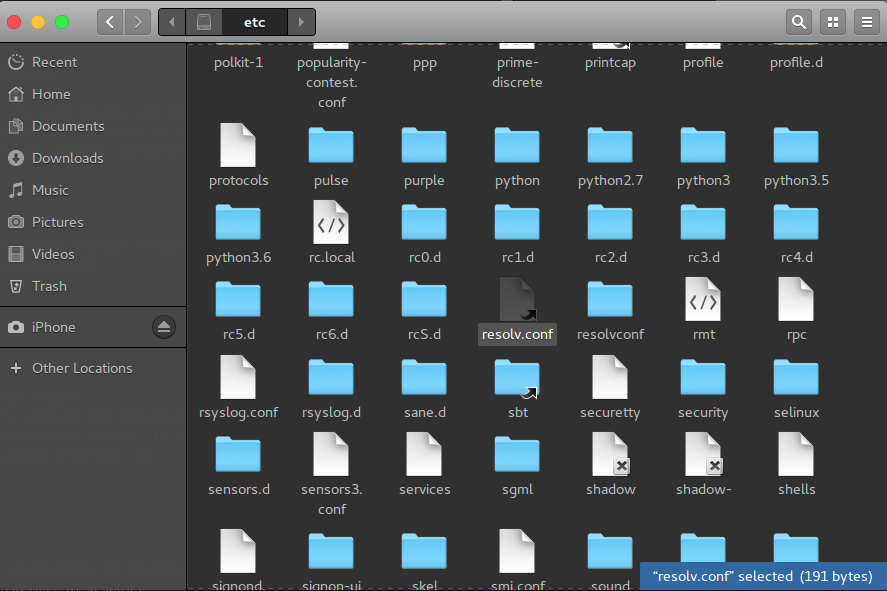 etc
Recent
Home
Documents
Downloads
Music
Pictures
Videos
Trash
iPhone
Other Locations
polkit-1
popularity-
contest.
conf
ppp
prime-
discrete
printcap
profile
profile.d
protocols
pulse
purple
python
python2.7
python3
python3.5
python3.6
rc.local
rc0.d
rc1.d
rc2.d
rc3.d
rc4.d
rc5.d
rc6.d
rcS.d
resolv.conf
resolvconf
rmt
rpc
rsyslog.conf
rsyslog.d
sane.d
sbt
securetty
security
selinux
sensors.d
sensors3.
conf
services
sgml
shadow
shadow-
shells
signond.
signon-ui
skel
smi.conf
sound
“resolv.conf” selected (191 bytes)